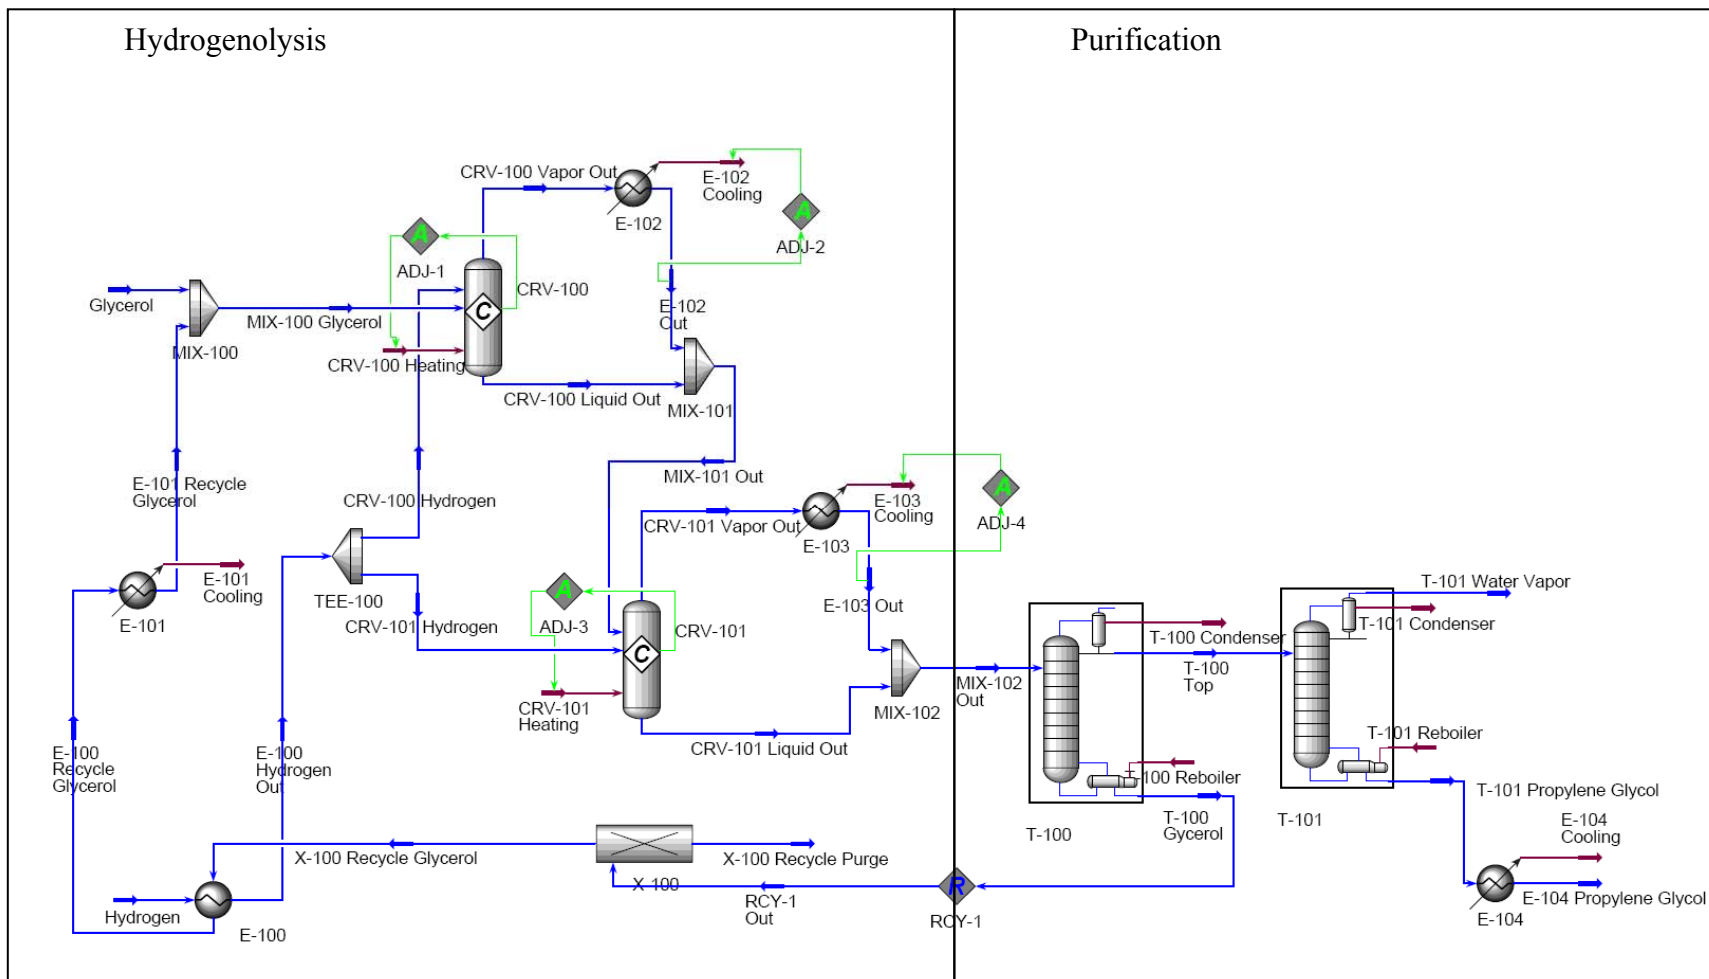 Hydrogenolysis
Purification
CRV-100 Vapor Out
E-102
Cooling
E-102
A
ADJ-2
A
ADJ-1
CRV-100
C
Glycerol
MIX-100 Glycerol
E-102
Out
MIX-100
CRV-100 Heating
CRV-100 Liquid Out
MIX-101
E-101 Recycle
Glycerol
CRV-100 Hydrogen
MIX-101 Out
E-103
Cooling
A
ADJ-4
CRV-101 Vapor Out
E-103
E-101
Cooling
E-101
TEE-100
CRV-101 Hydrogen
A
ADJ-3
CRV-101
C
E-103 Out
T-101 Water Vapor
T-100 Condenser
T-101 Condenser
T-100
Top
MIX-102
Out
MIX-102
CRV-101
Heating
CRV-101 Liquid Out
E-100
Recycle
Glycerol
E-100
Hydrogen
Out
T-101 Reboiler
-100 Reboiler
T-101 Propylene Glycol
T-100
T-100
Gycerol
T-101
E-104
Cooling
X-100 Recycle Glycerol
X-100 Recycle Purge
X-100
Hydrogen
E-100
RCY-1
Out
R
RCY-1
E-104
E-104 Propylene Glycol